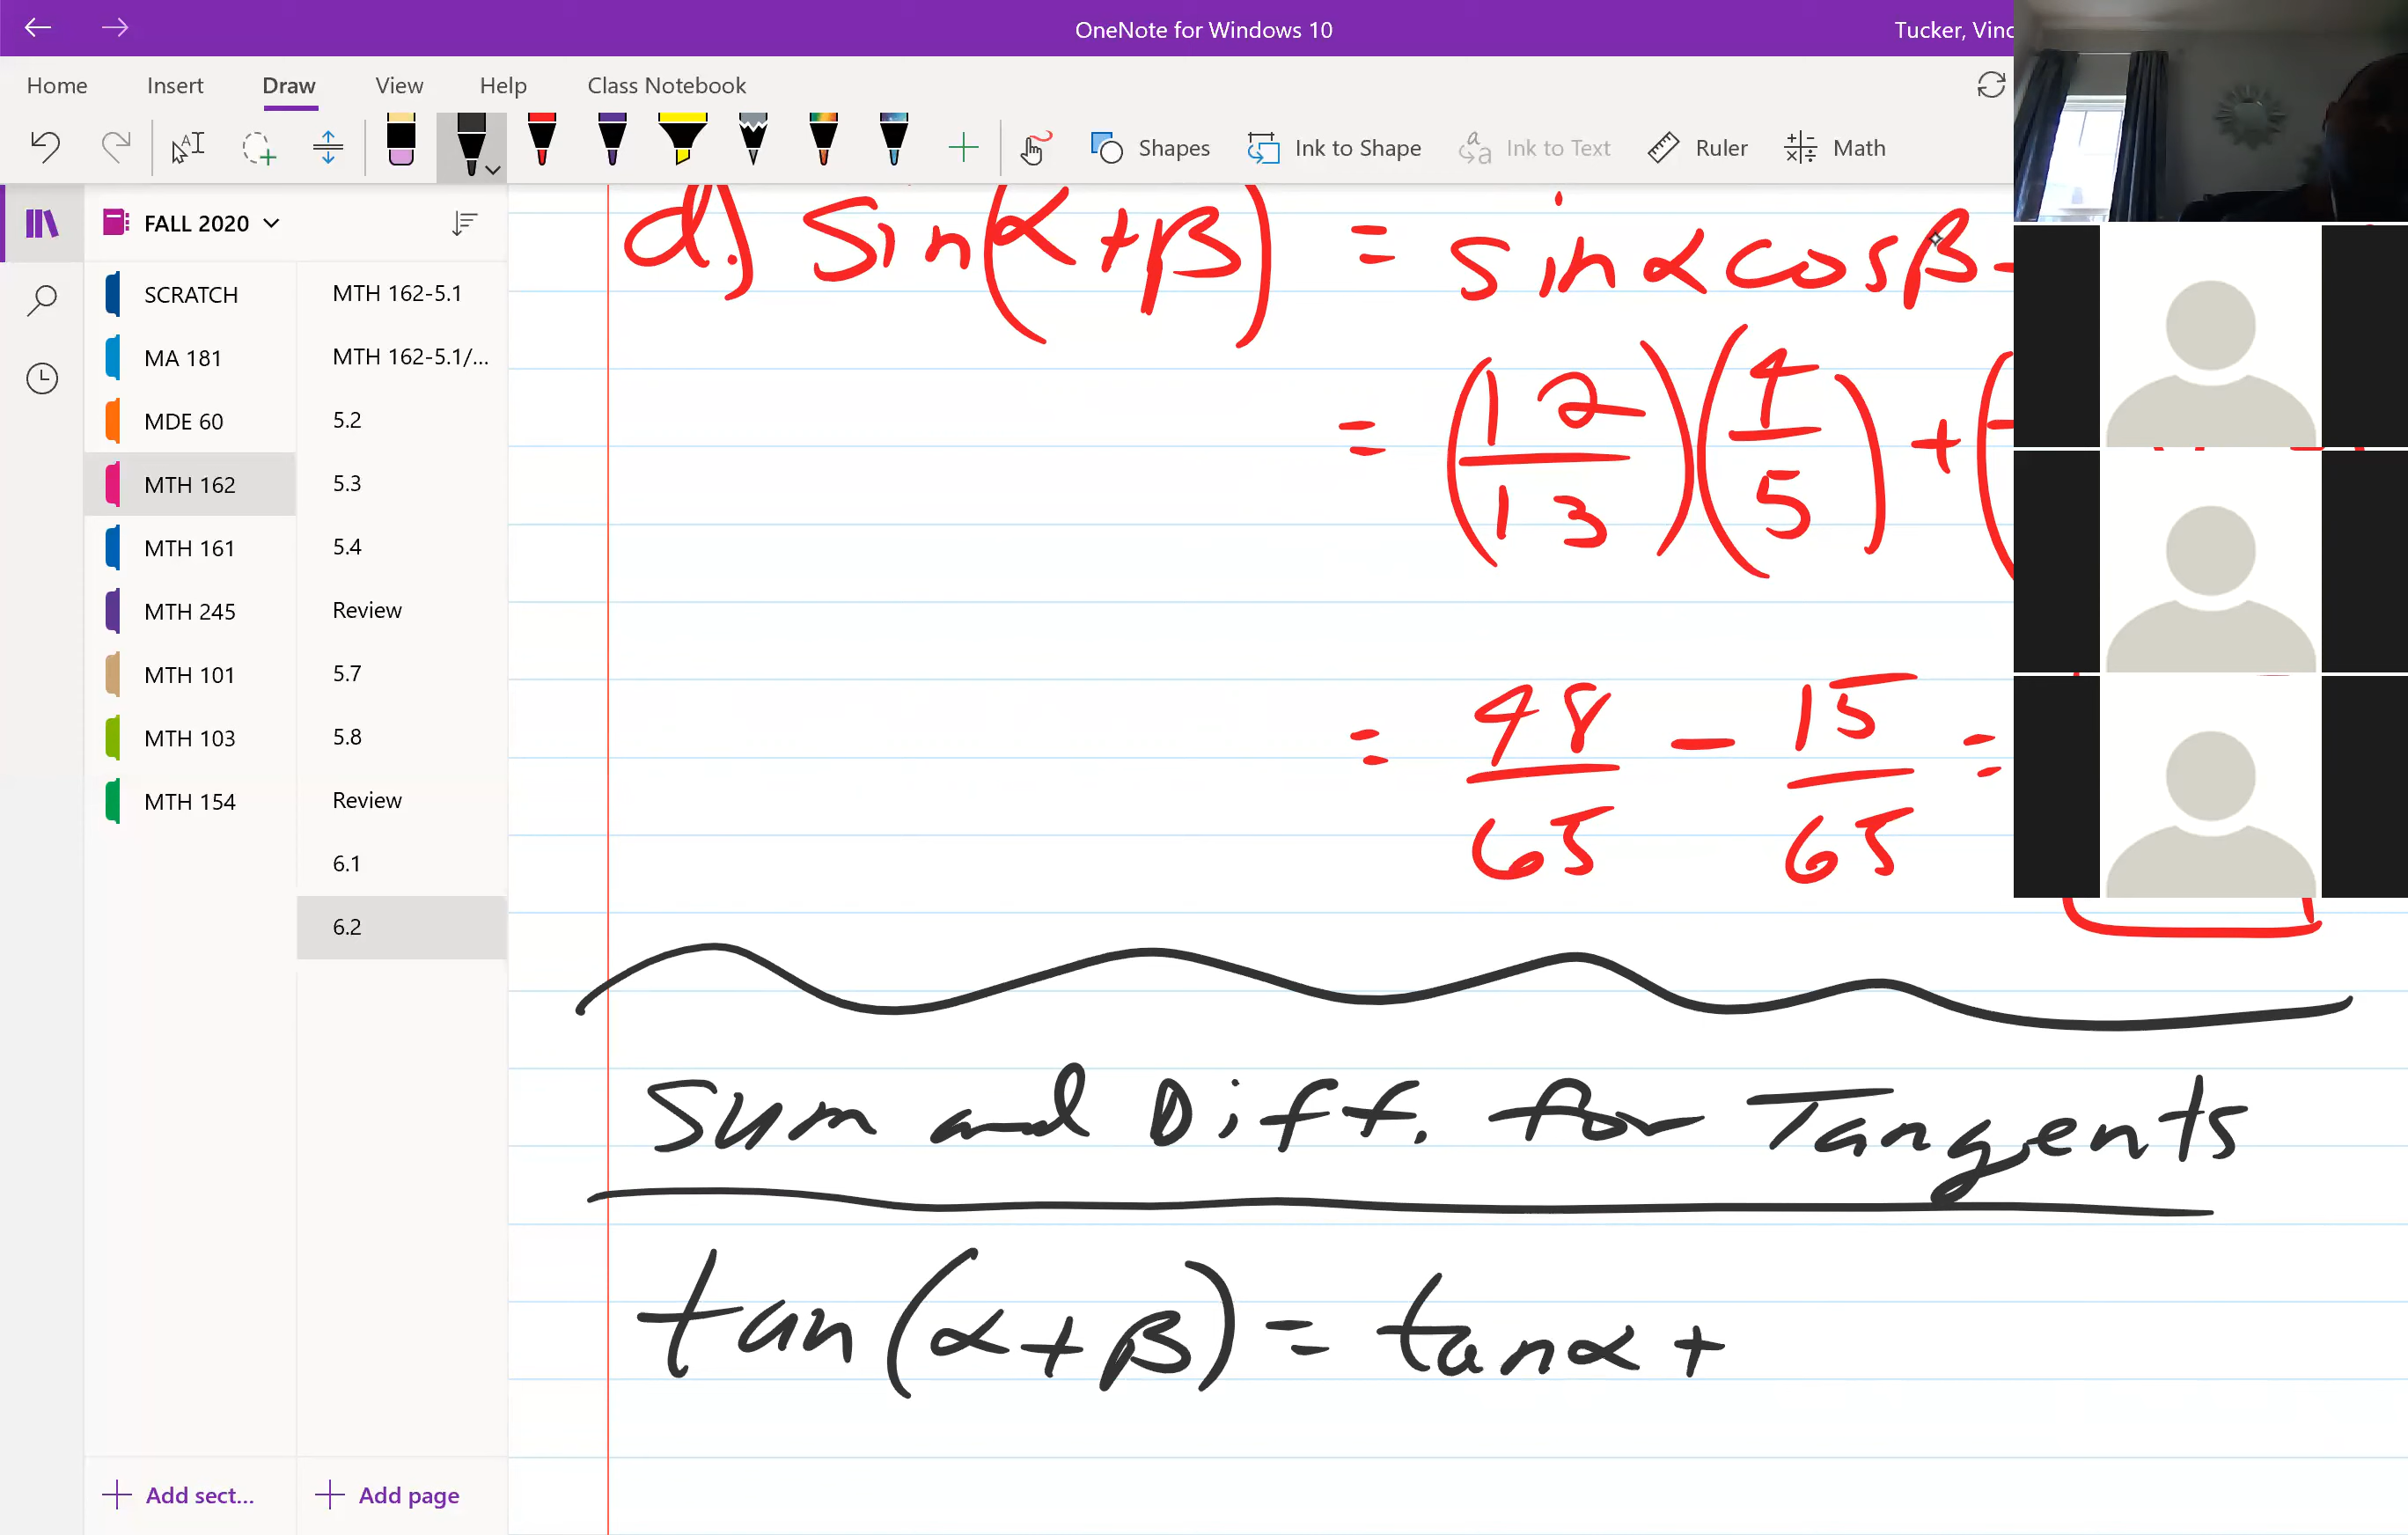 OneNote for Windows 10
Tucker, Vinc
Home Insert Draw View Help Class Notebook
Shapes Ink to Shape Ink to Text Ruler Math
FALL 2020
SCRATCH
MA 181
MDE 60
MTH 162
MTH 161
MTH 245
MTH 101
MTH 103
MTH 154
Add sect...
MTH 162-5.1
MTH 162-5.1/...
5.2
5.3
5.4
Review
5.7
5.8
Review
6.1
6.2
Add page
d.) sin(α+β) = sinαcosβ
= (12/13)(4/5) + (
= 48/65 − 15/65 =
Sum and Diff. for Tangents
tan(α+β) = tanα +